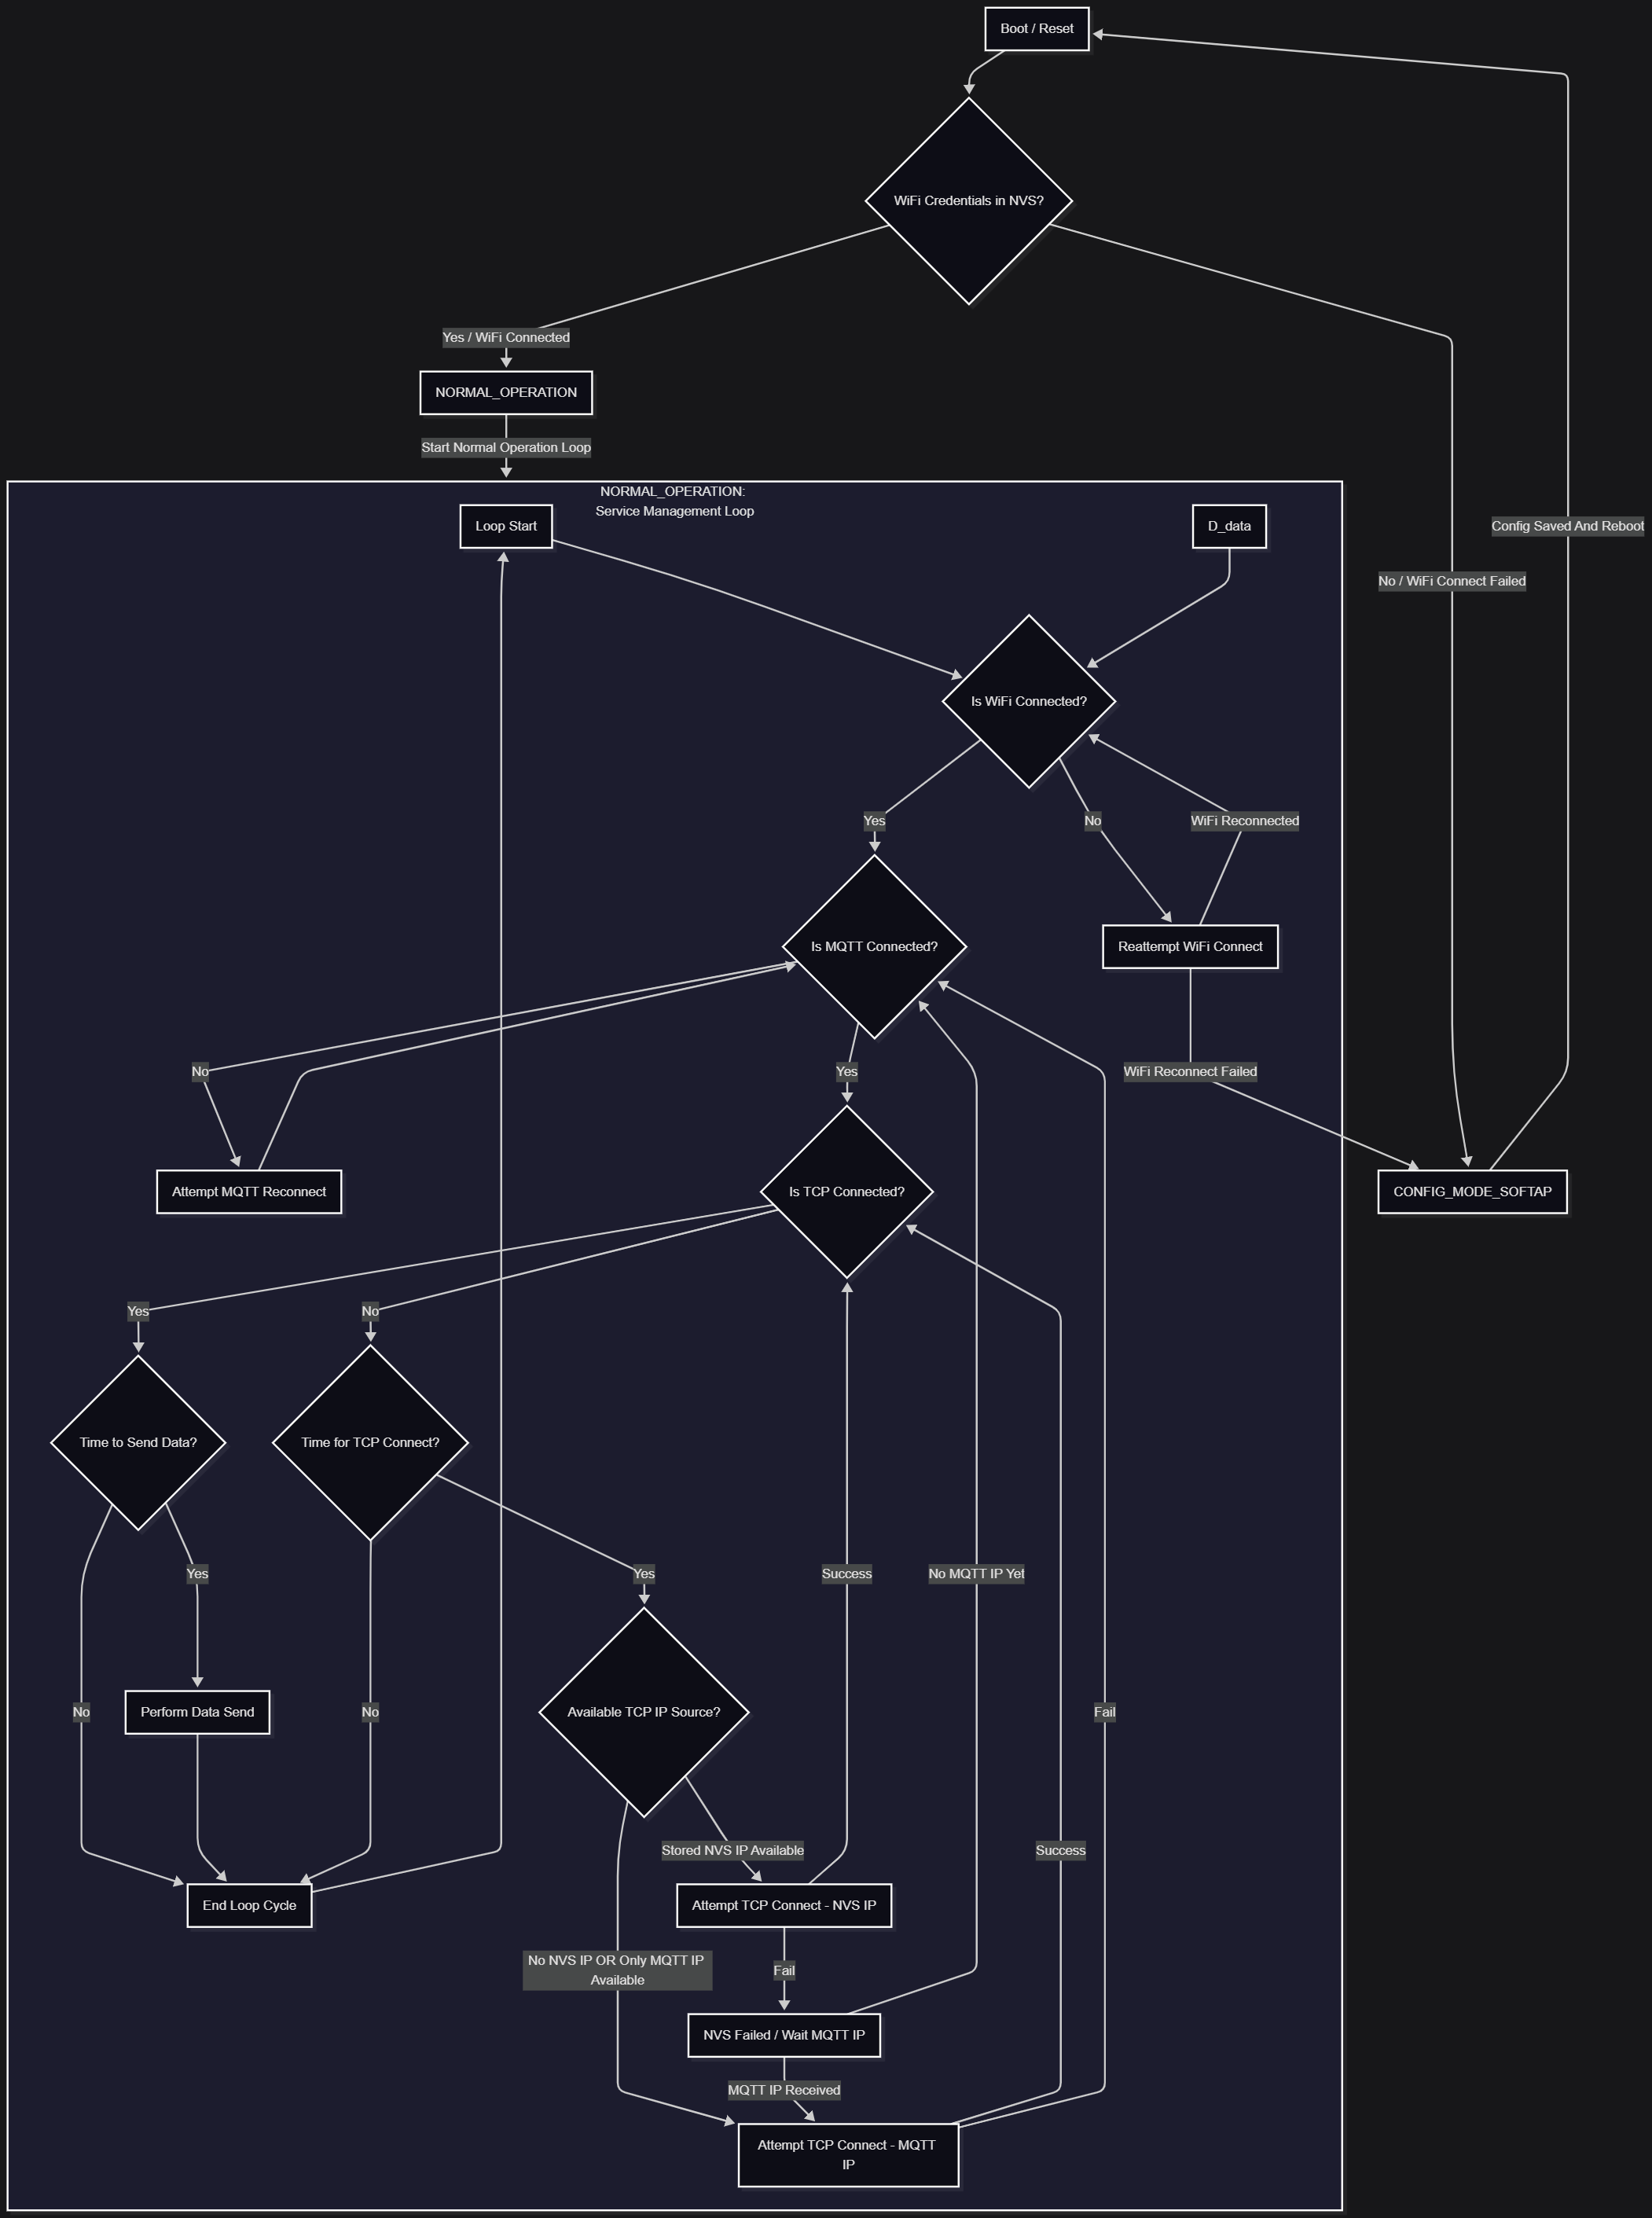 Boot / Reset
WiFi Credentials in NVS?
Yes / WiFi Connected
NORMAL_OPERATION
Start Normal Operation Loop
NORMAL_OPERATION:
Service Management Loop
Loop Start
D_data
Config Saved And Reboot
No / WiFi Connect Failed
Is WiFi Connected?
Yes
No
WiFi Reconnected
Is MQTT Connected?
Reattempt WiFi Connect
No
Yes
WiFi Reconnect Failed
Attempt MQTT Reconnect
Is TCP Connected?
CONFIG_MODE_SOFTAP
Yes
No
Time to Send Data?
Time for TCP Connect?
Yes
Yes
Success
No MQTT IP Yet
No
Perform Data Send
No
Available TCP IP Source?
Fail
Stored NVS IP Available
Success
End Loop Cycle
Attempt TCP Connect - NVS IP
No NVS IP OR Only MQTT IP
Available
Fail
NVS Failed / Wait MQTT IP
MQTT IP Received
Attempt TCP Connect - MQTT
IP